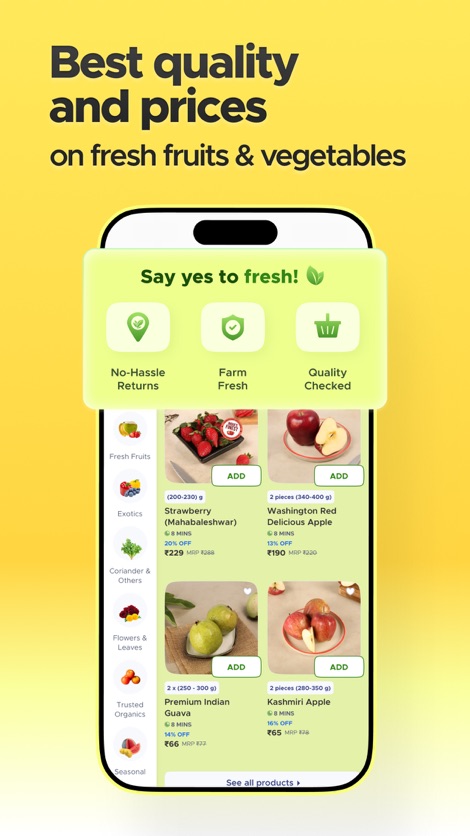 Best quality
and prices
on fresh fruits & vegetables
Say yes to fresh!
No-Hassle
Returns
Farm
Fresh
Quality
Checked
Fresh Fruits
Exotics
Coriander &
Others
Flowers &
Leaves
Trusted
Organics
Seasonal
ADD
(200-230) g
Strawberry
(Mahabaleshwar)
8 MINS
20% OFF
₹229 MRP ₹288
ADD
2 pieces (340-400 g)
Washington Red
Delicious Apple
8 MINS
13% OFF
₹190 MRP ₹220
ADD
2 x (250 - 300 g)
Premium Indian
Guava
8 MINS
14% OFF
₹66 MRP ₹77
ADD
2 pieces (280-350 g)
Kashmiri Apple
8 MINS
16% OFF
₹65 MRP ₹78
See all products